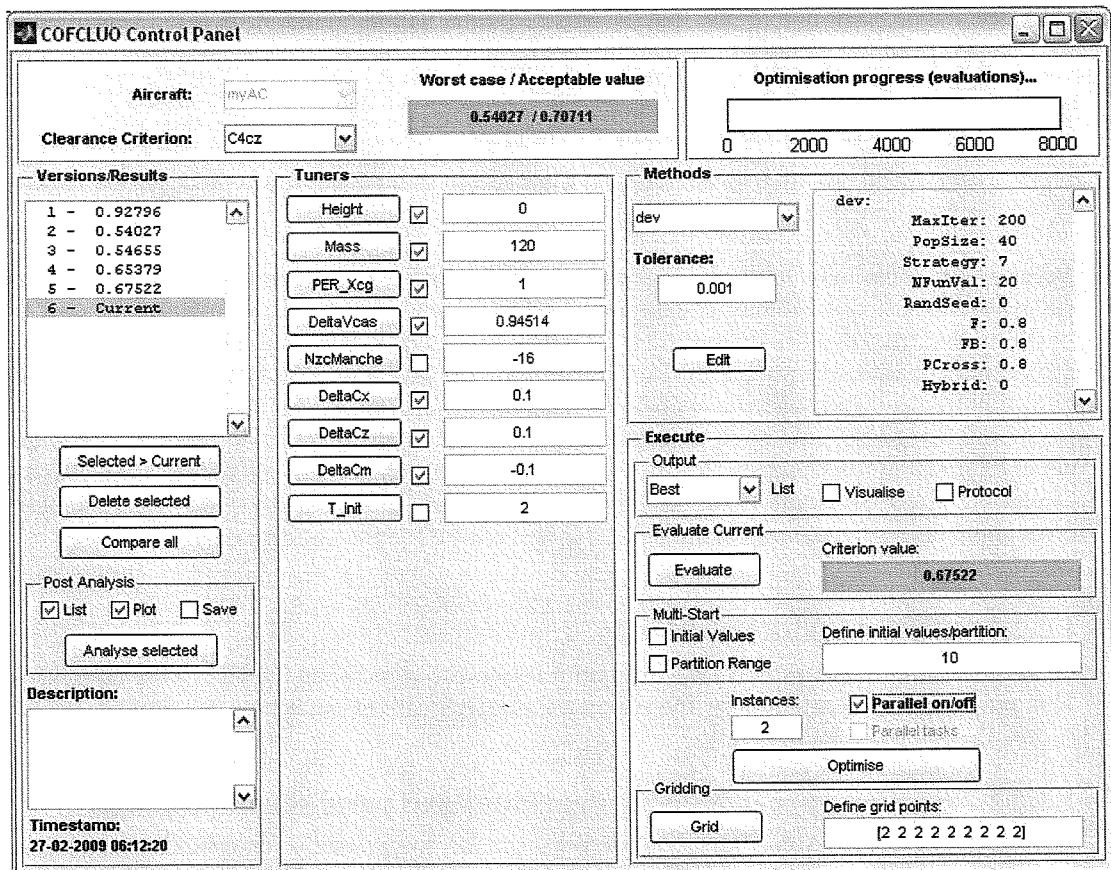 COFCLUO Control Panel
Aircraft: myAC
Clearance Criterion: C4cz
Worst case / Acceptable value
0.54027 / 0.70711
Optimisation progress (evaluations)...
0 2000 4000 6000 8000
Versions/Results
1 - 0.92796
2 - 0.54027
3 - 0.54655
4 - 0.65379
5 - 0.67522
6 - Current
Selected > Current
Delete selected
Compare all
Post Analysis
List Plot Save
Analyse selected
Description:
Timestamo:
27-02-2009 06:12:20
Tuners
Height 0
Mass 120
PER_Xcg 1
DeltaVcas 0.94514
NzcManche -16
DeltaCx 0.1
DeltaCz 0.1
DeltaCm -0.1
T_init 2
Methods
dev
Tolerance:
0.001
Edit
dev:
MaxIter: 200
PopSize: 40
Strategy: 7
NFunVal: 20
RandSeed: 0
F: 0.8
FB: 0.8
PCross: 0.8
Hybrid: 0
Execute
Output
Best List Visualise Protocol
Evaluate Current
Evaluate
Criterion value:
0.67522
Multi-Start
Initial Values
Partition Range
Define initial values/partition:
10
Instances:
2
Parallel on/off
Parallel tasks
Optimise
Gridding
Grid
Define grid points:
[2 2 2 2 2 2 2 2 2]